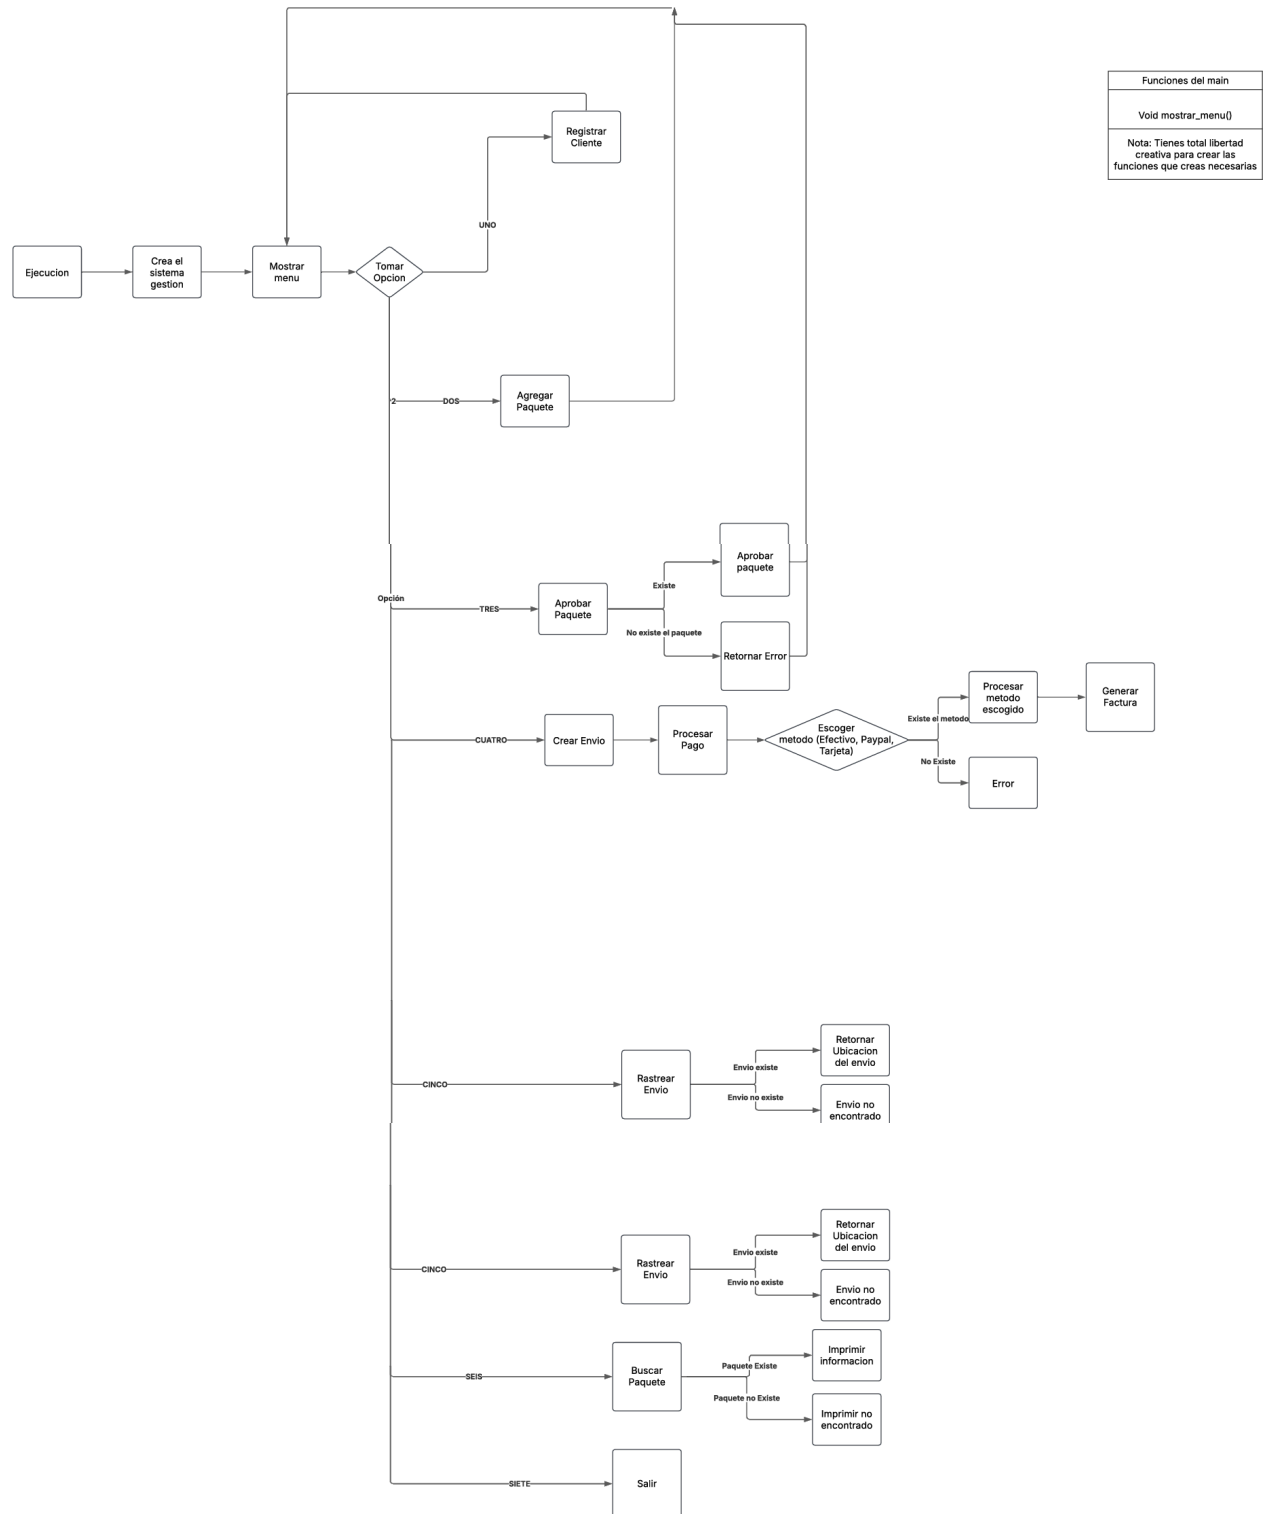 Funciones del main
Void mostrar_menu()
Nota: Tienes total libertad
creativa para crear las
funciones que creas necesarias
Registrar
Cliente
UNO
Ejecucion
Crea el
sistema
gestion
Mostrar
menu
Tomar
Opcion
2
DOS
Agregar
Paquete
Opción
TRES
Aprobar
Paquete
Existe
No existe el paquete
Aprobar
paquete
Retornar Error
CUATRO
Crear Envio
Procesar
Pago
Escoger
metodo (Efectivo, Paypal,
Tarjeta)
Existe el metodo
No Existe
Procesar
metodo
escogido
Generar
Factura
Error
CINCO
Rastrear
Envio
Envio existe
Envio no existe
Retornar
Ubicacion
del envio
Envio no
encontrado
CINCO
Rastrear
Envio
Envio existe
Envio no existe
Retornar
Ubicacion
del envio
Envio no
encontrado
SEIS
Buscar
Paquete
Paquete Existe
Paquete no Existe
Imprimir
informacion
Imprimir no
encontrado
SIETE
Salir